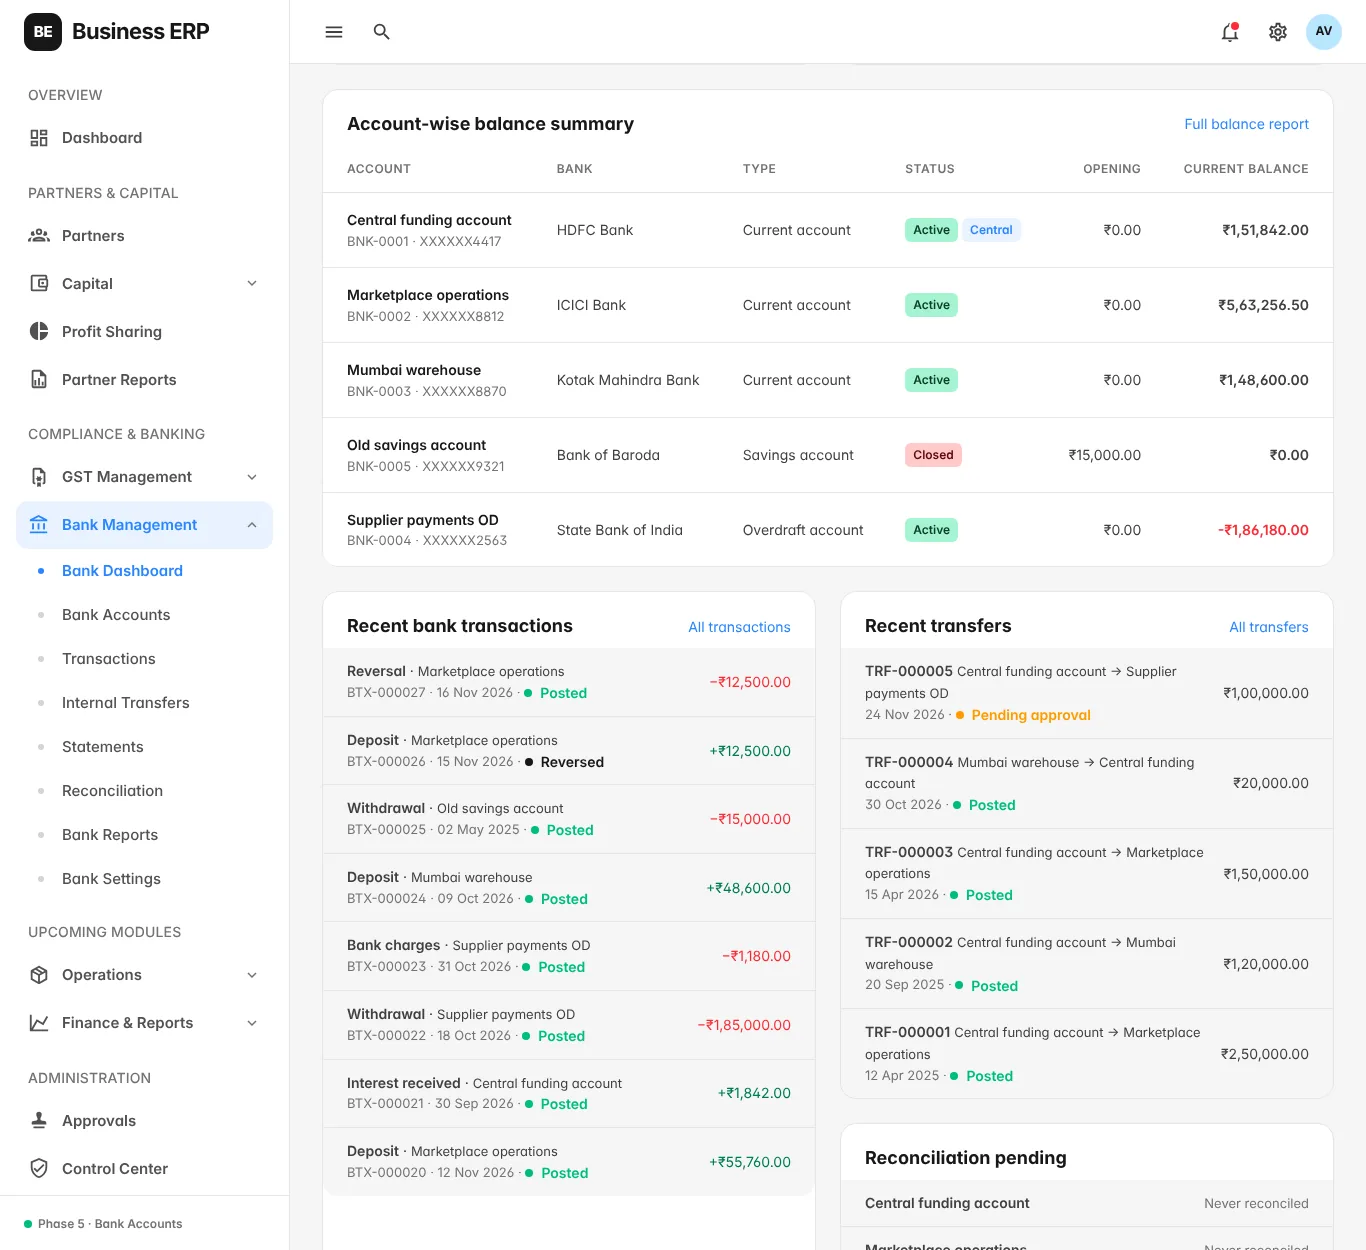 BE Business ERP
AV
OVERVIEW
Dashboard
PARTNERS & CAPITAL
Partners
Capital
Profit Sharing
Partner Reports
COMPLIANCE & BANKING
GST Management
Bank Management
Bank Dashboard
Bank Accounts
Transactions
Internal Transfers
Statements
Reconciliation
Bank Reports
Bank Settings
UPCOMING MODULES
Operations
Finance & Reports
ADMINISTRATION
Approvals
Control Center
Phase 5 · Bank Accounts
Account-wise balance summary Full balance report
ACCOUNT BANK TYPE STATUS OPENING CURRENT BALANCE
Central funding account
BNK-0001 · XXXXXX4417 HDFC Bank Current account Active Central ₹0.00 ₹1,51,842.00
Marketplace operations
BNK-0002 · XXXXXX8812 ICICI Bank Current account Active ₹0.00 ₹5,63,256.50
Mumbai warehouse
BNK-0003 · XXXXXX8870 Kotak Mahindra Bank Current account Active ₹0.00 ₹1,48,600.00
Old savings account
BNK-0005 · XXXXXX9321 Bank of Baroda Savings account Closed ₹15,000.00 ₹0.00
Supplier payments OD
BNK-0004 · XXXXXX2563 State Bank of India Overdraft account Active ₹0.00 -₹1,86,180.00
Recent bank transactions All transactions
Reversal · Marketplace operations
BTX-000027 · 16 Nov 2026 · Posted −₹12,500.00
Deposit · Marketplace operations
BTX-000026 · 15 Nov 2026 · Reversed +₹12,500.00
Withdrawal · Old savings account
BTX-000025 · 02 May 2025 · Posted −₹15,000.00
Deposit · Mumbai warehouse
BTX-000024 · 09 Oct 2026 · Posted +₹48,600.00
Bank charges · Supplier payments OD
BTX-000023 · 31 Oct 2026 · Posted −₹1,180.00
Withdrawal · Supplier payments OD
BTX-000022 · 18 Oct 2026 · Posted −₹1,85,000.00
Interest received · Central funding account
BTX-000021 · 30 Sep 2026 · Posted +₹1,842.00
Deposit · Marketplace operations
BTX-000020 · 12 Nov 2026 · Posted +₹55,760.00
Recent transfers All transfers
TRF-000005 Central funding account → Supplier
payments OD ₹1,00,000.00
24 Nov 2026 · Pending approval
TRF-000004 Mumbai warehouse → Central funding
account ₹20,000.00
30 Oct 2026 · Posted
TRF-000003 Central funding account → Marketplace
operations ₹1,50,000.00
15 Apr 2026 · Posted
TRF-000002 Central funding account → Mumbai
warehouse ₹1,20,000.00
20 Sep 2025 · Posted
TRF-000001 Central funding account → Marketplace
operations ₹2,50,000.00
12 Apr 2025 · Posted
Reconciliation pending
Central funding account Never reconciled
Marketplace operations Never reconciled